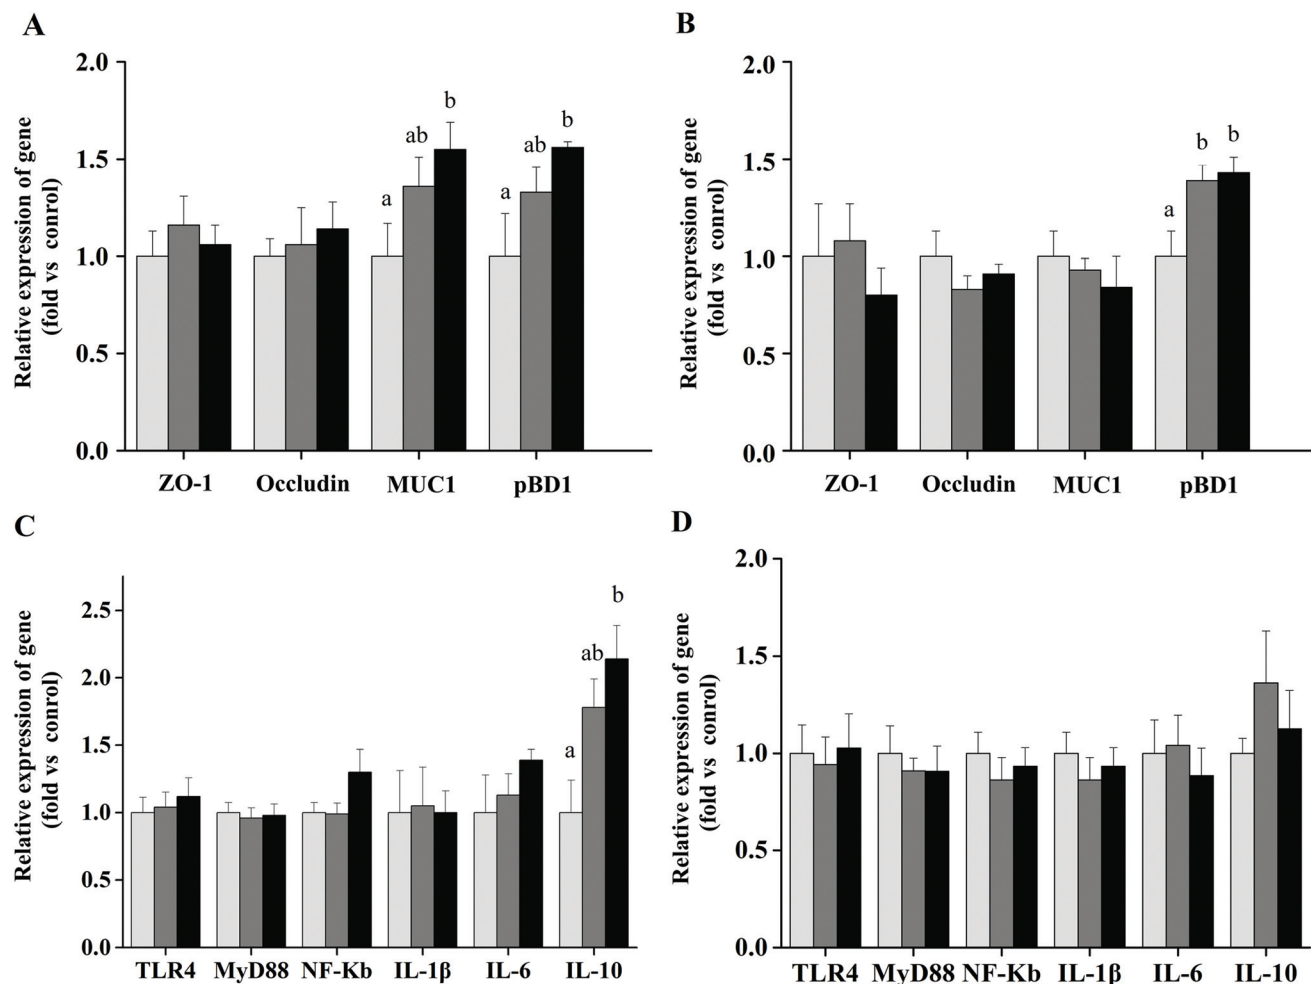 A
Relative expression of gene
(fold vs conrol)
2.0
1.5
1.0
0.5
0.0
a
ab
b
a
ab
b
ZO-1 Occludin MUC1 pBD1
B
Relative expression of gene
(fold vs conrol)
2.0
1.5
1.0
0.5
0.0
a
b
b
ZO-1 Occludin MUC1 pBD1
C
Relative expression of gene
(fold vs conrol)
2.5
2.0
1.5
1.0
0.5
0.0
a
ab
b
TLR4 MyD88 NF-Kb IL-1β IL-6 IL-10
D
Relative expression of gene
(fold vs conrol)
2.0
1.5
1.0
0.5
0.0
TLR4 MyD88 NF-Kb IL-1β IL-6 IL-10